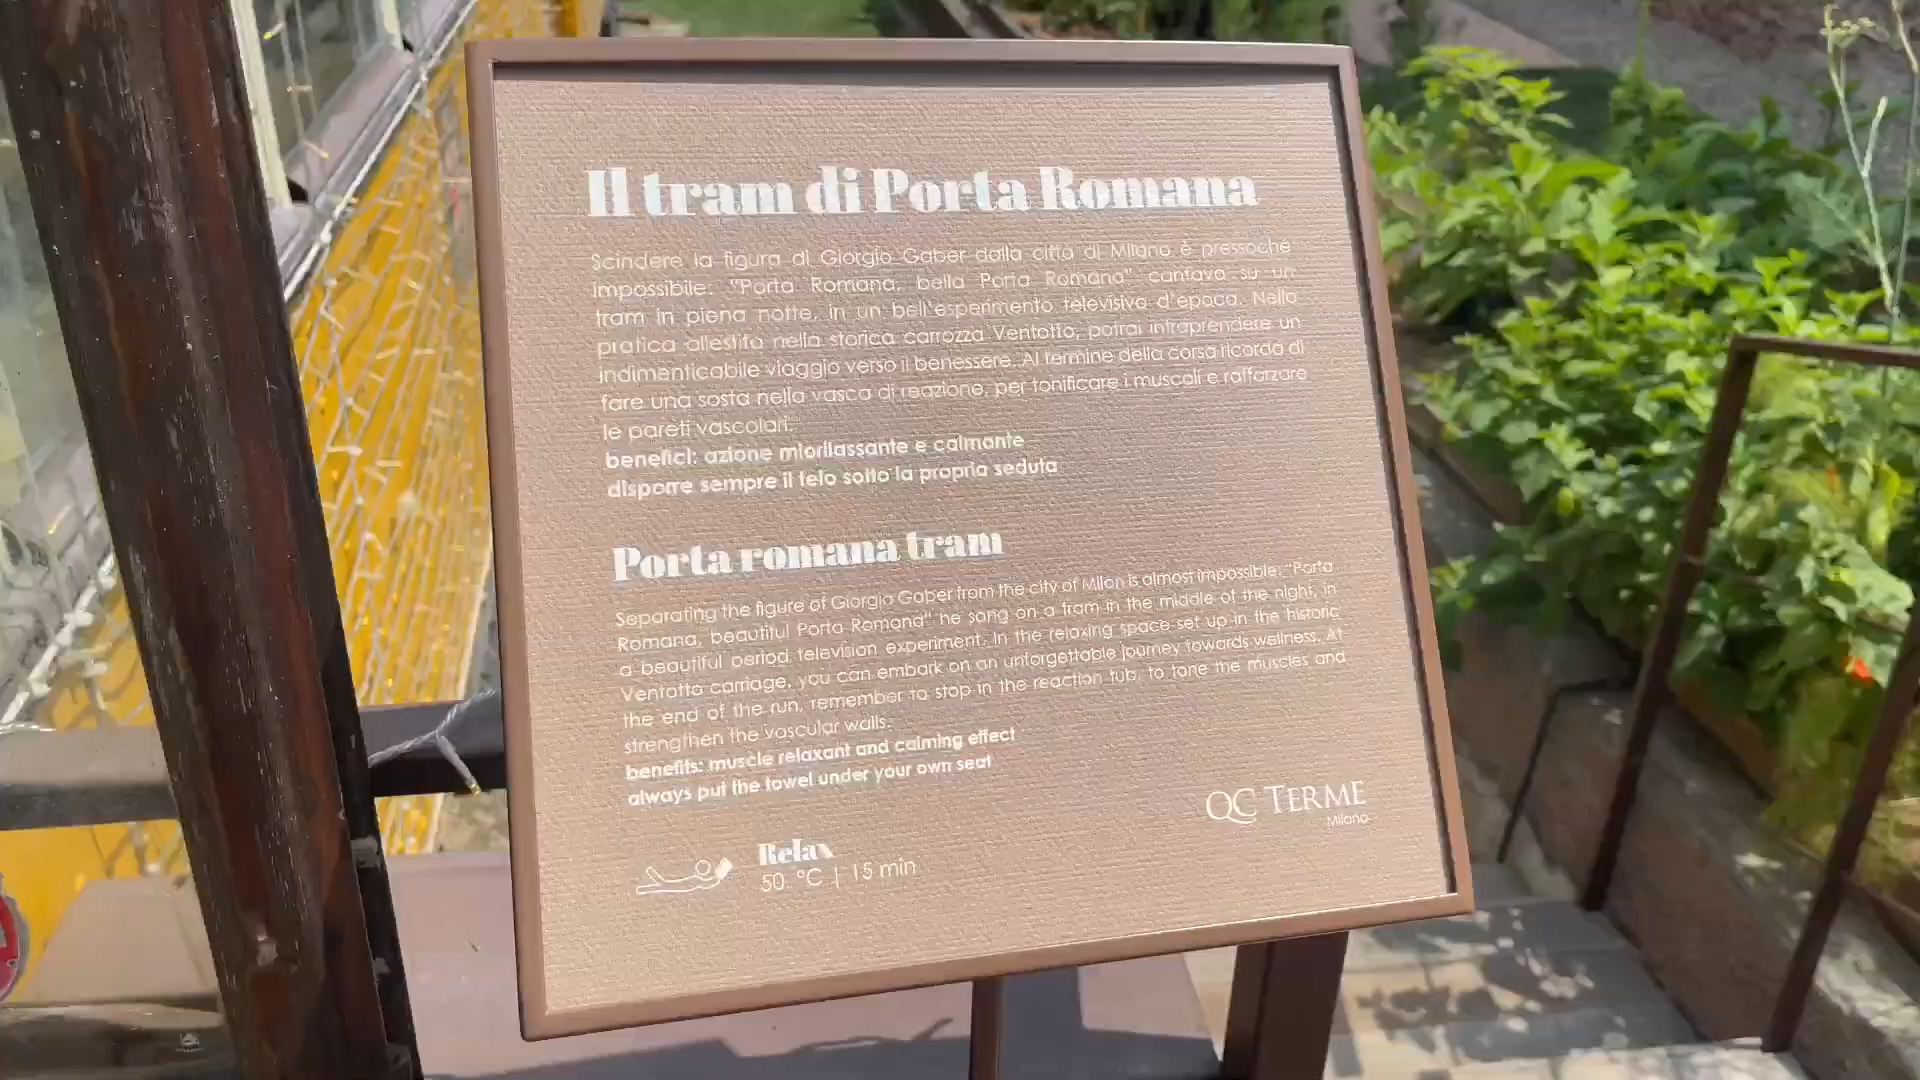 Il tram di Porta Romana
Scindere la figura di Giorgio Gaber dalla città di Milano è pressoché
impossibile: "Porta Romana, bella Porta Romana" cantava su un
tram in piena notte, in un bell'esperimento televisivo d'epoca. Nella
pratica allestita nella storica carrozza Ventotto, potrai intraprendere un
indimenticabile viaggio verso il benessere. Al termine della corsa ricorda di
fare una sosta nella vasca di reazione, per tonificare i muscoli e rafforzare
le pareti vascolari.
benefici: azione miorilassante e calmante
disporre sempre il telo sotto la propria seduta
Porta romana tram
Separating the figure of Giorgio Gaber from the city of Milan is almost impossible: "Porta
Romana, beautiful Porta Romana" he sang on a tram in the middle of the night, in
a beautiful period television experiment. In the relaxing space set up in the historic
Ventotto carriage, you can embark on an unforgettable journey towards wellness. At
the end of the run, remember to stop in the reaction tub, to tone the muscles and
strengthen the vascular walls.
benefits: muscle relaxant and calming effect
always put the towel under your own seat
QC TERME
Milano
Relax
50 °C | 15 min